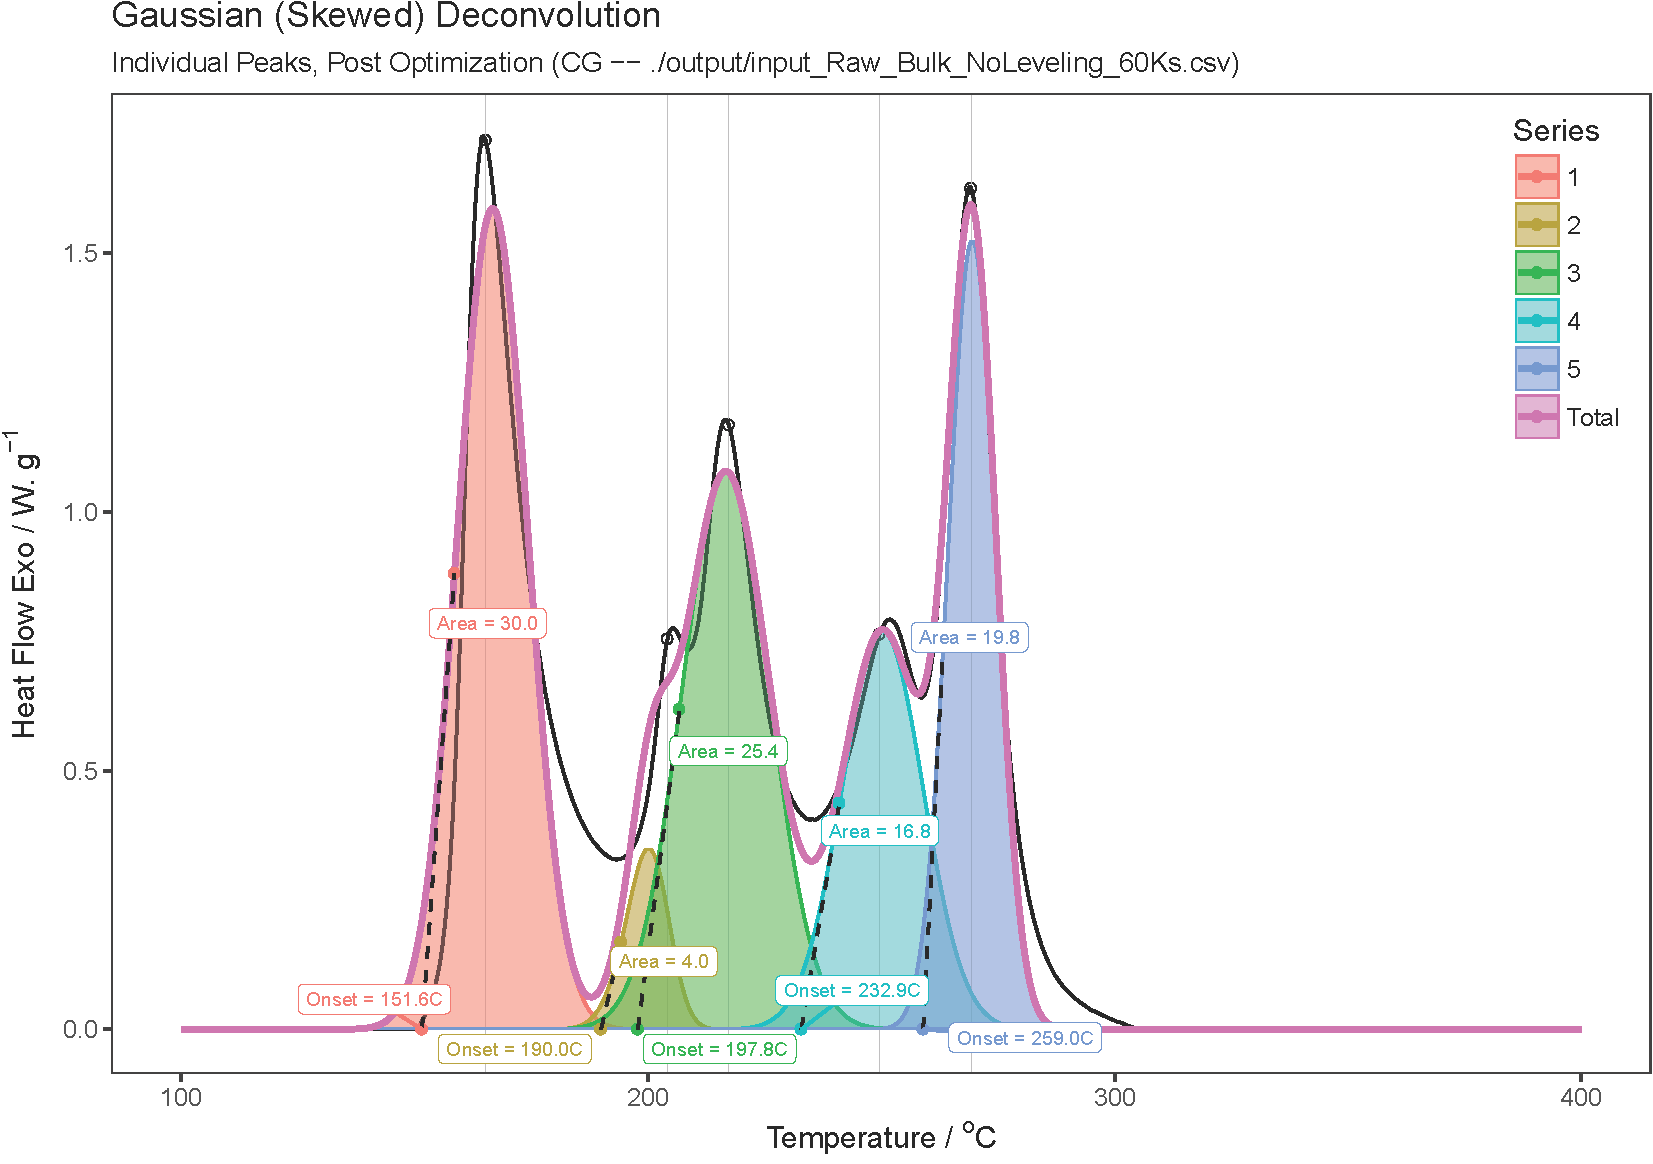 Gaussian (Skewed) Deconvolution
Individual Peaks, Post Optimization (CG −− ./output/input_Raw_Bulk_NoLeveling_60Ks.csv)
Series
1
2
3
4
5
Total
Heat Flow Exo / W. g⁻¹
1.5
1.0
0.5
0.0
Area = 30.0
Area = 19.8
Area = 25.4
Area = 16.8
Area = 4.0
Onset = 151.6C
Onset = 232.9C
Onset = 259.0C
Onset = 190.0C
Onset = 197.8C
100
200
300
400
Temperature / °C